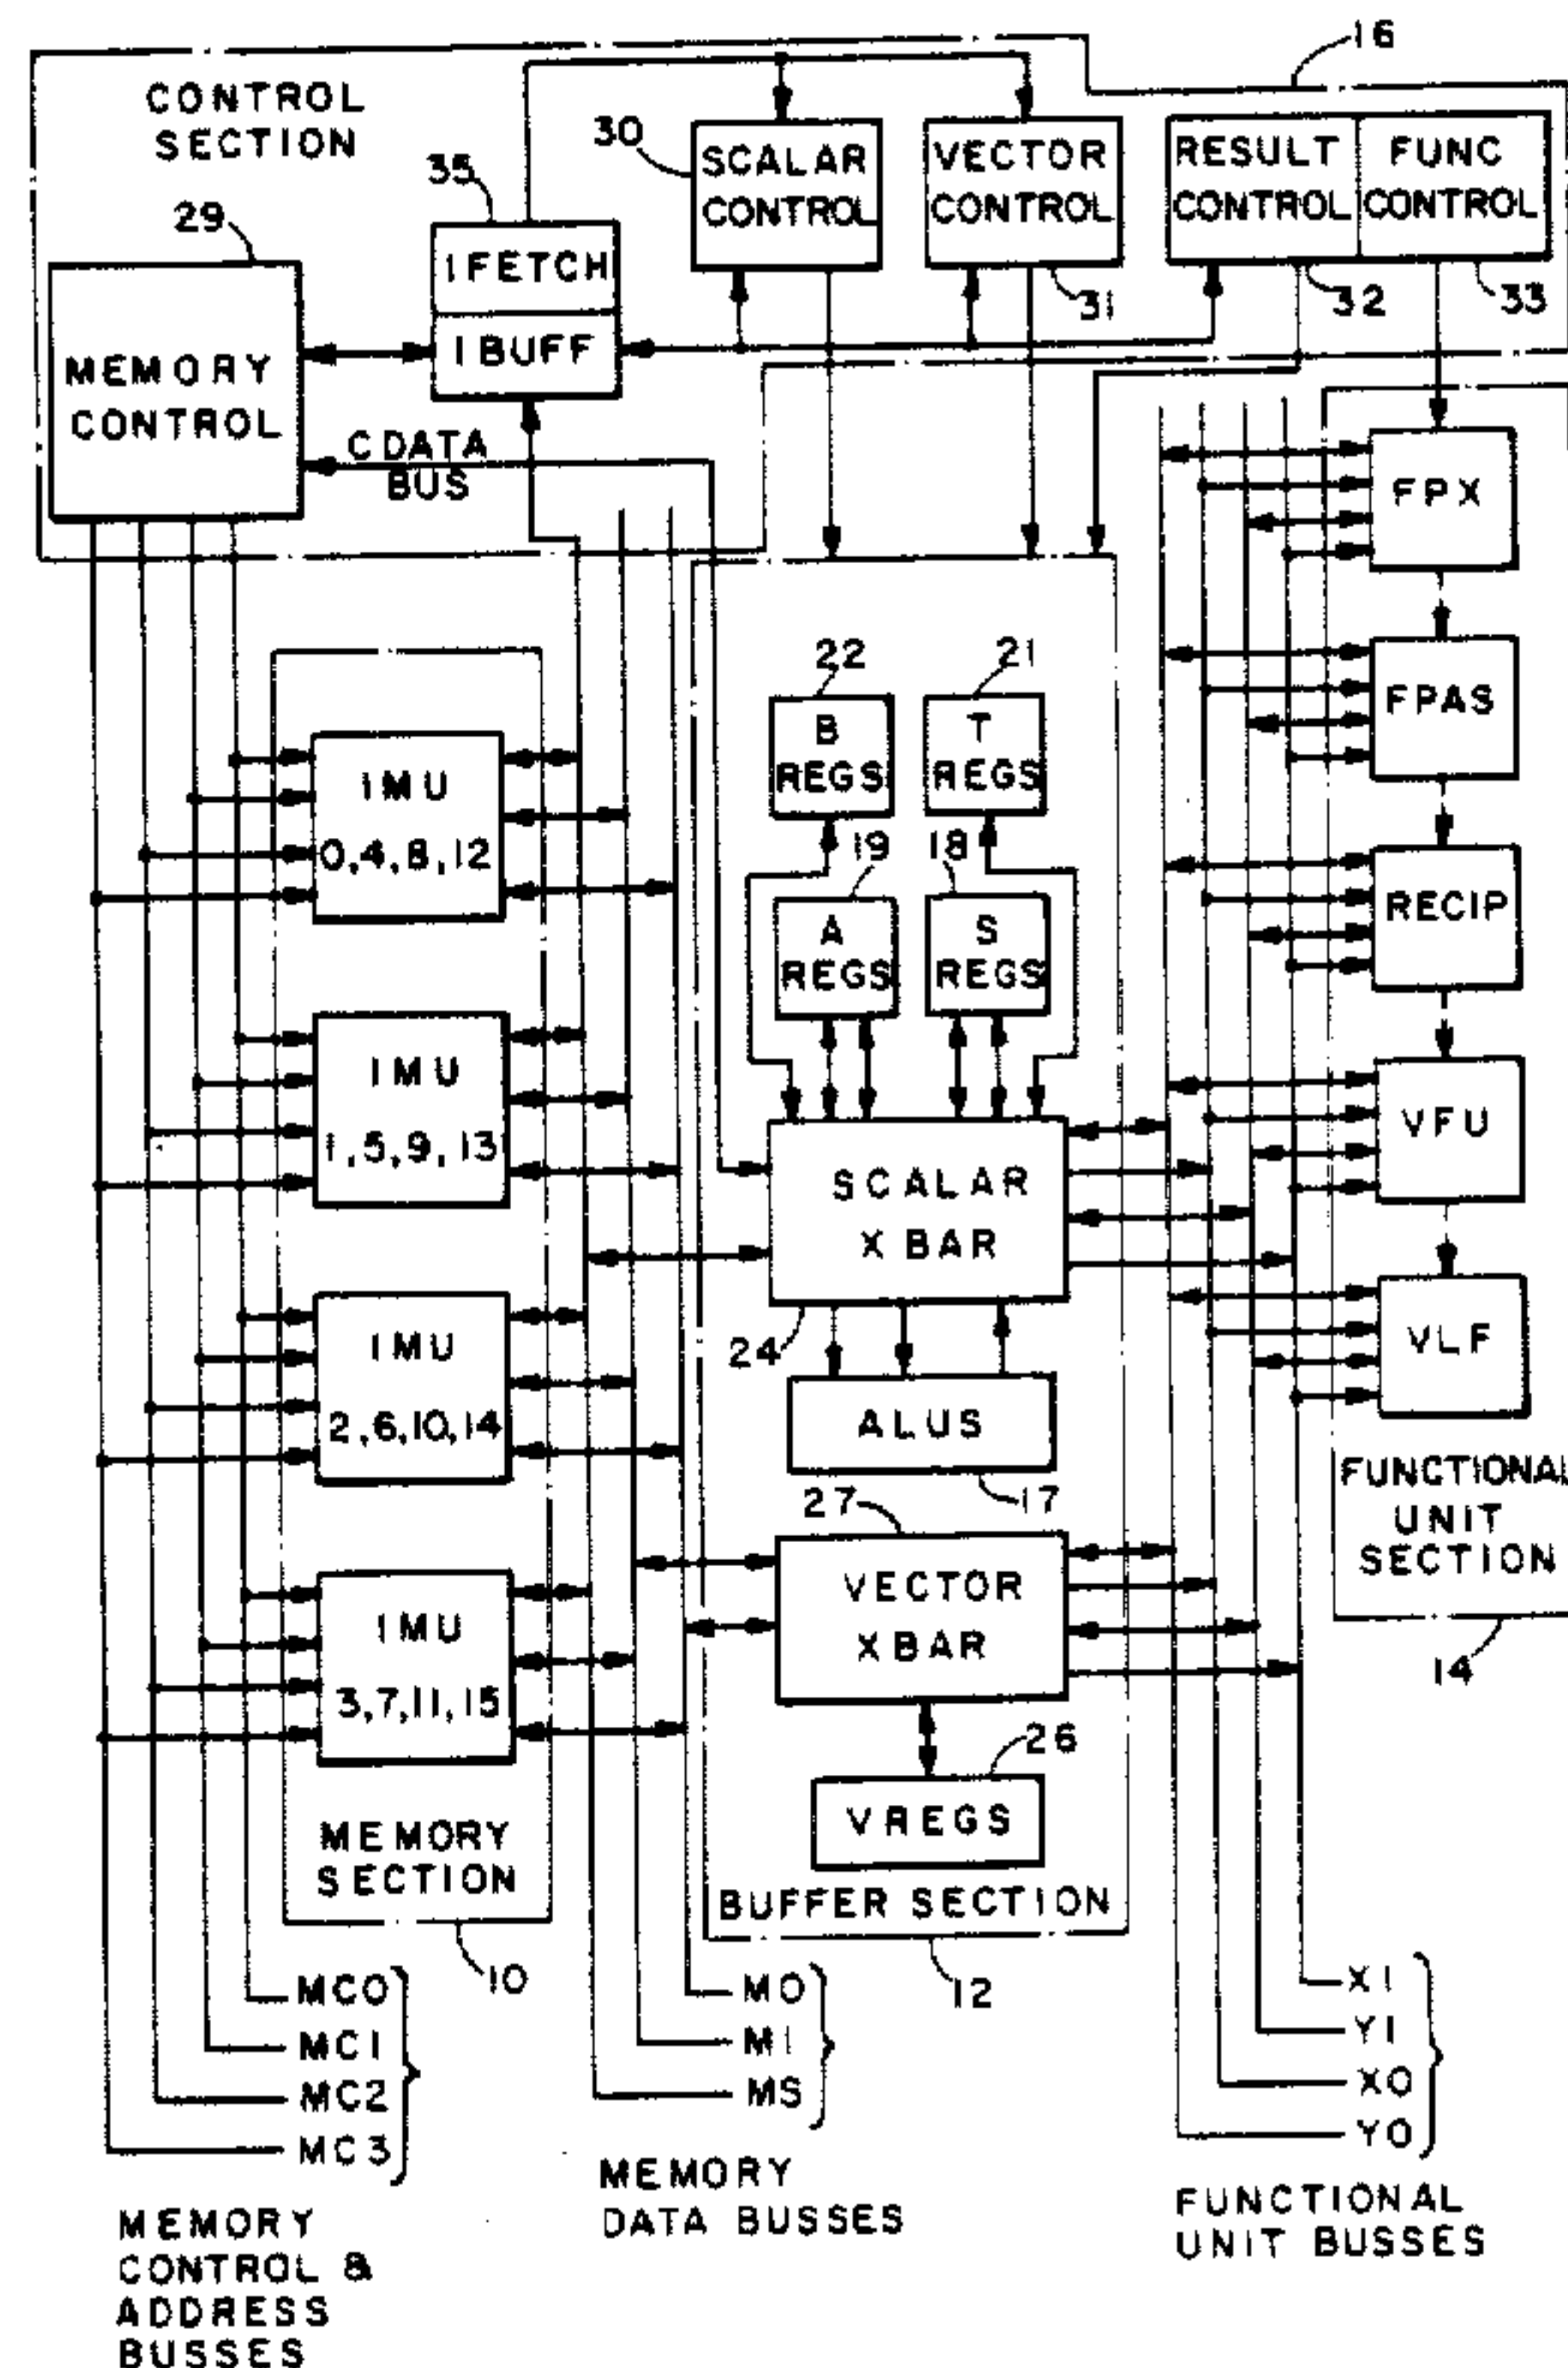 16
CONTROL
SECTION
30
SCALAR
CONTROL
VECTOR
CONTROL
RESULT
CONTROL
FUNC
CONTROL
35
29
I FETCH
31
32
33
I BUFF
MEMORY
CONTROL
C DATA
BUS
FPX
22
21
B
REGS
T
REGS
FPAS
IMU
0,4,8,12
19
18
A
REGS
S
REGS
RECIP
IMU
1,5,9,13
SCALAR
X BAR
VFU
IMU
2,6,10,14
24
VLF
ALUS
17
27
FUNCTIONAL
UNIT
SECTION
14
IMU
3,7,11,15
VECTOR
XBAR
26
VREGS
MEMORY
SECTION
BUFFER SECTION
10
12
MC0
MC1
MC2
MC3
M0
M1
MS
X1
Y1
X0
Y0
MEMORY
CONTROL &
ADDRESS
BUSSES
MEMORY
DATA BUSSES
FUNCTIONAL
UNIT BUSSES